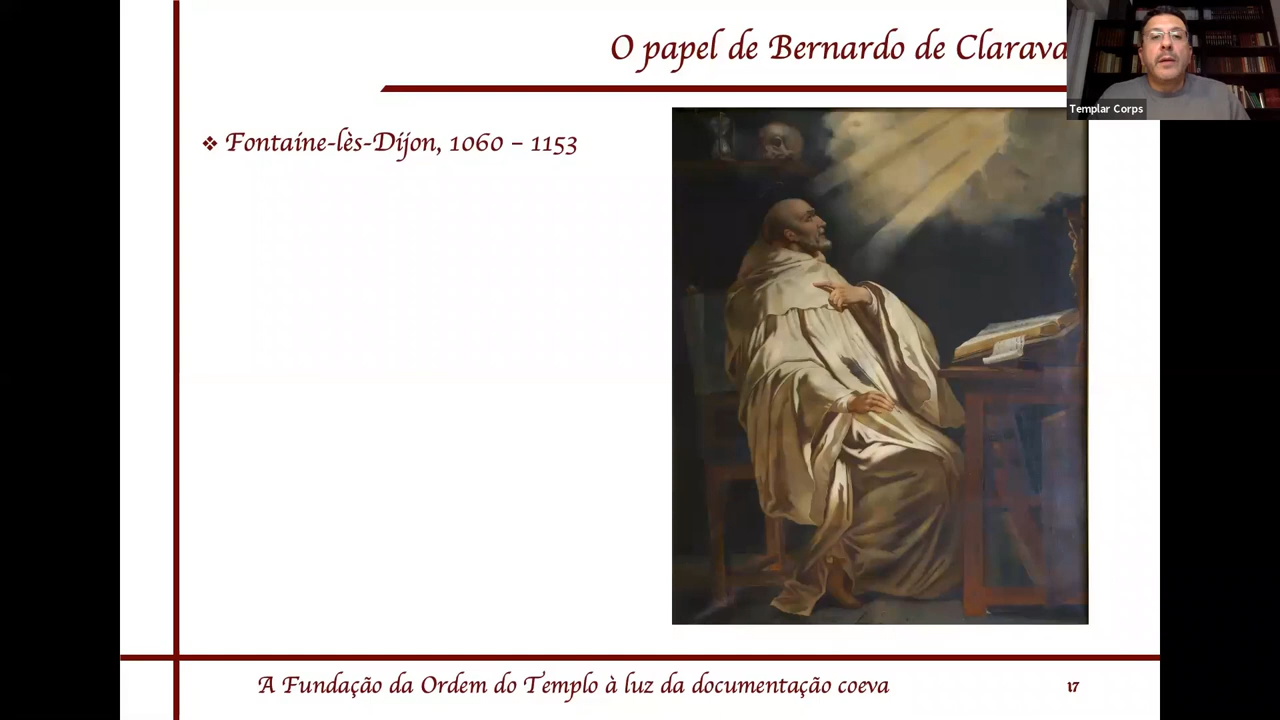 O papel de Bernardo de Clarava
Templar Corps
❖ Fontaine-lès-Dijon, 1060 – 1153
A Fundação da Ordem do Templo à luz da documentação coeva
17